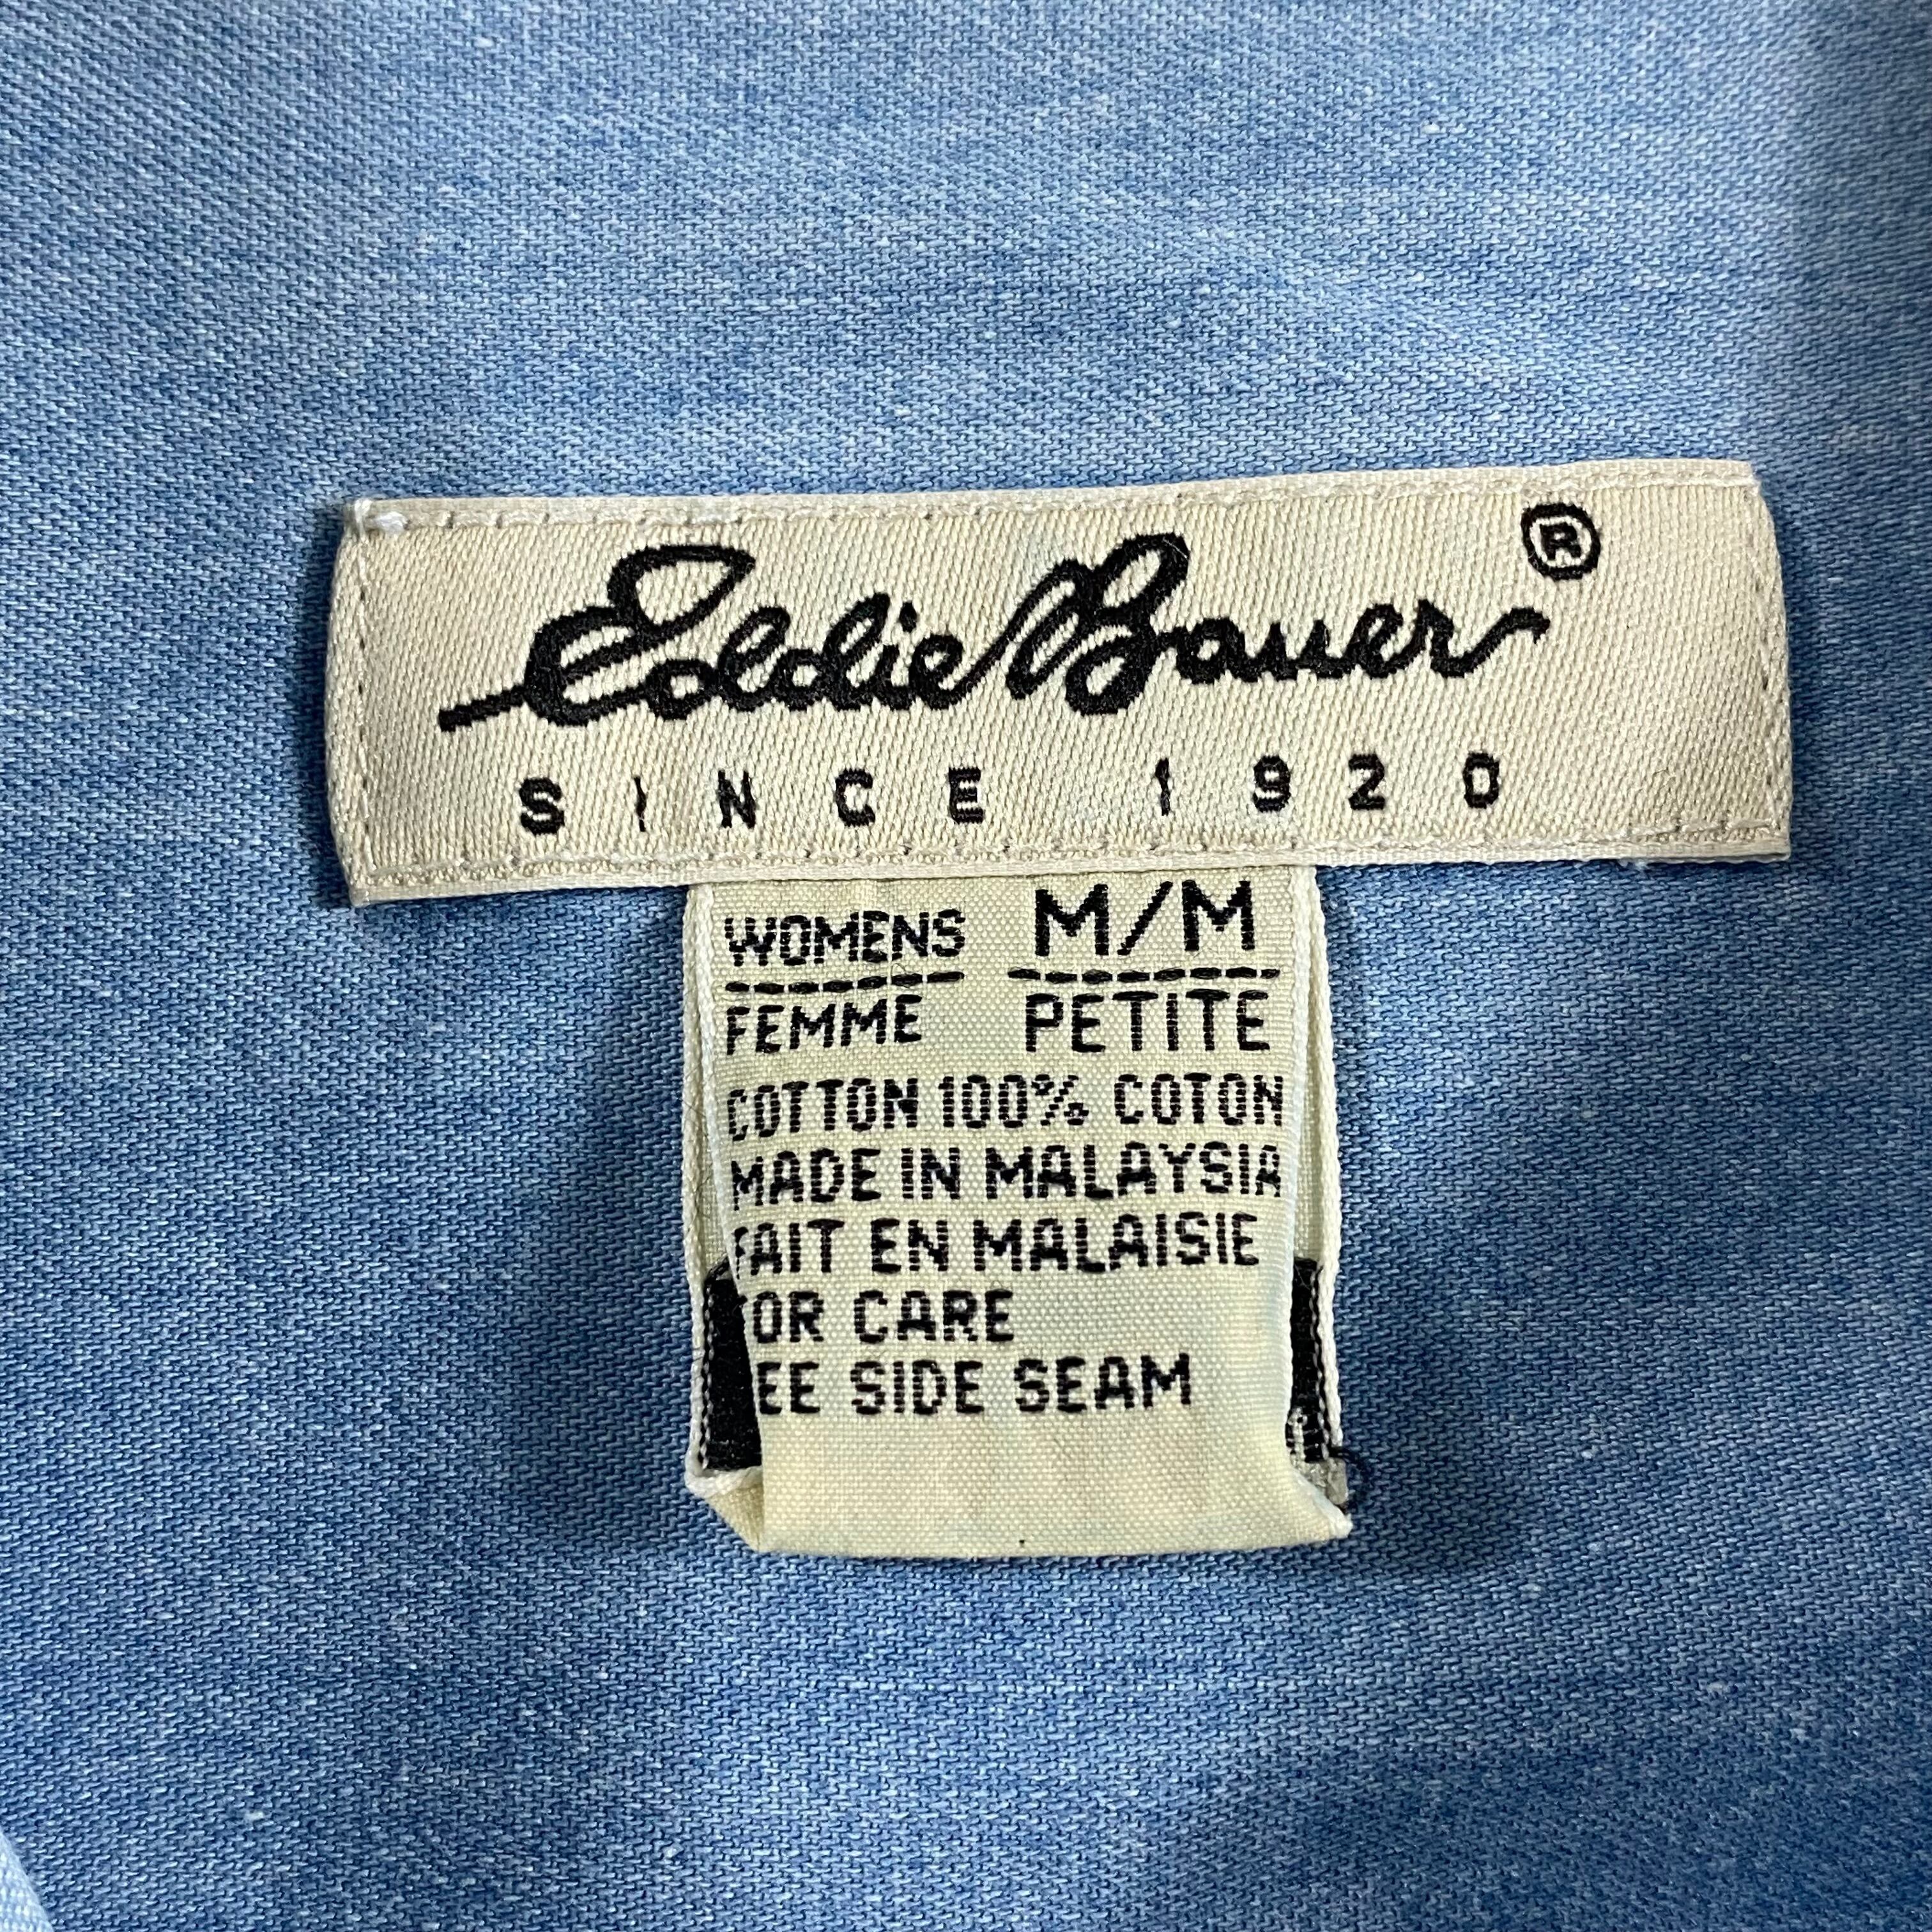 Eddie Bauer®
SINCE 1920
WOMENS M/M
FEMME PETITE
COTTON 100% COTON
MADE IN MALAYSIA
FAIT EN MALAISIE
FOR CARE
EE SIDE SEAM